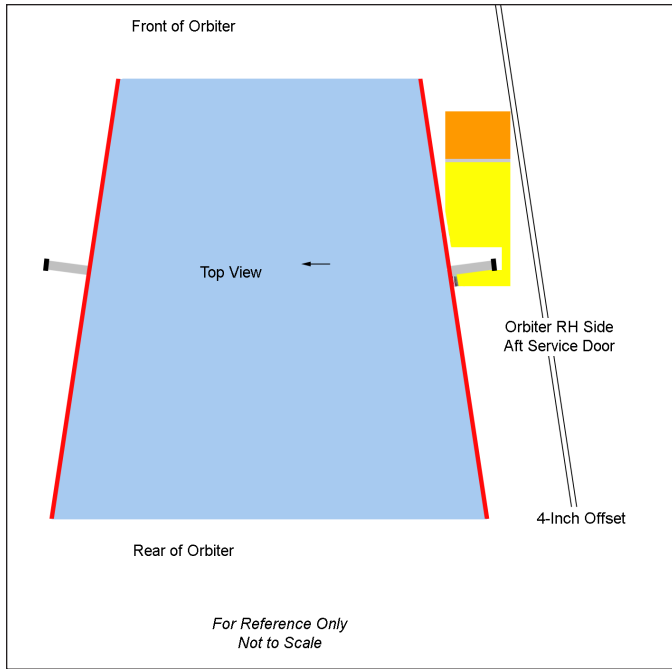 Front of Orbiter
Top View
Orbiter RH Side
Aft Service Door
4-Inch Offset
Rear of Orbiter
For Reference Only
Not to Scale